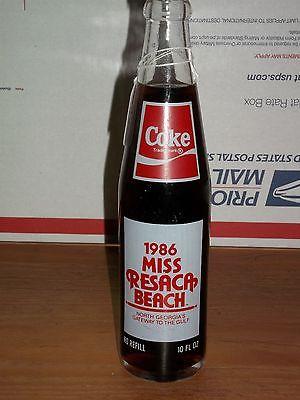 Coke
Trade-mark ®
1986
MISS
RESACA
BEACH
NORTH GEORGIA'S
GATEWAY TO THE GULF
NO REFILL
10 FL OZ
usps.com
Rate Box
PRIO
MAIL
UNITED STATES POSTAL